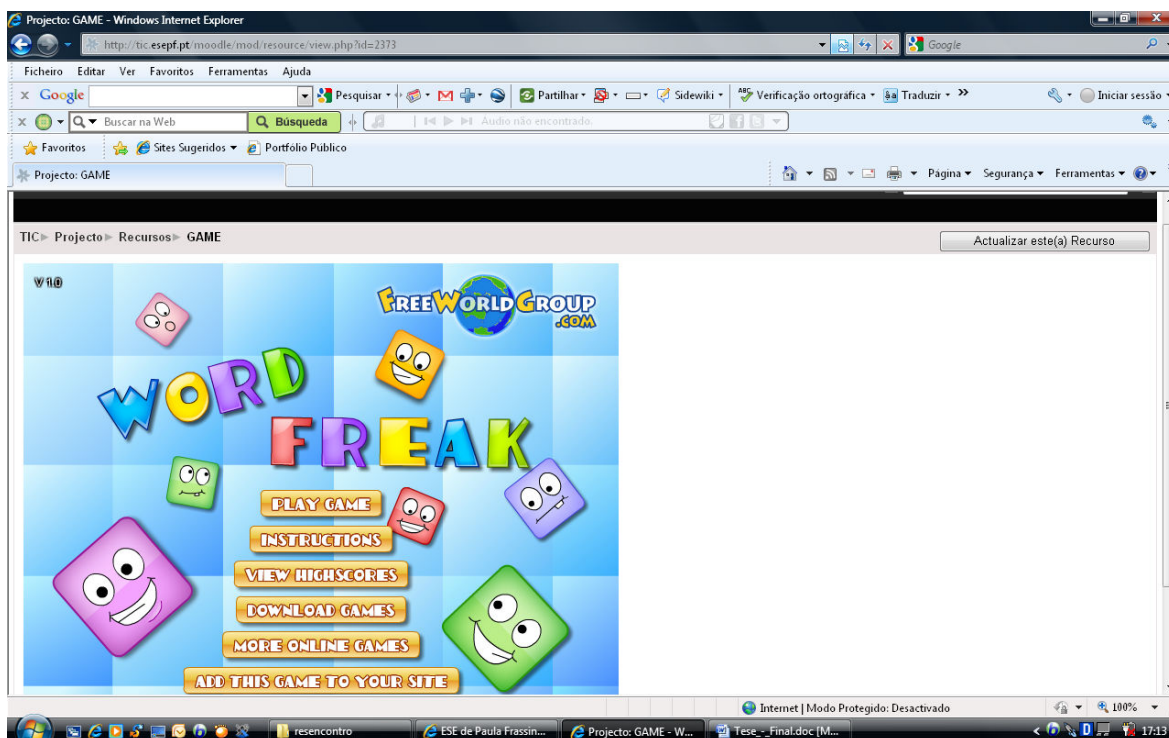 Projecto: GAME - Windows Internet Explorer
http://tic.esepf.pt/moodle/mod/resource/view.php?id=2373
Google
Ficheiro Editar Ver Favoritos Ferramentas Ajuda
x Google Pesquisar Partilhar Sidewiki ABC Verificação ortográfica Traduzir Iniciar sessão
x Buscar na Web Búsqueda Audio não encontrado.
Favoritos Sites Sugeridos Portfólio Público
Projecto: GAME Página Segurança Ferramentas
TIC Projecto Recursos GAME Actualizar este(a) Recurso
V 1.0
FREEWORLDGROUP
.COM
WORD
FREAK
PLAY GAME
INSTRUCTIONS
VIEW HIGHSCORES
DOWNLOAD GAMES
MORE ONLINE GAMES
ADD THIS GAME TO YOUR SITE
Internet | Modo Protegido: Desactivado 100%
resencontro ESE de Paula Frassin... Projecto: GAME - W... Tese_-_Final.doc [M... 17:13